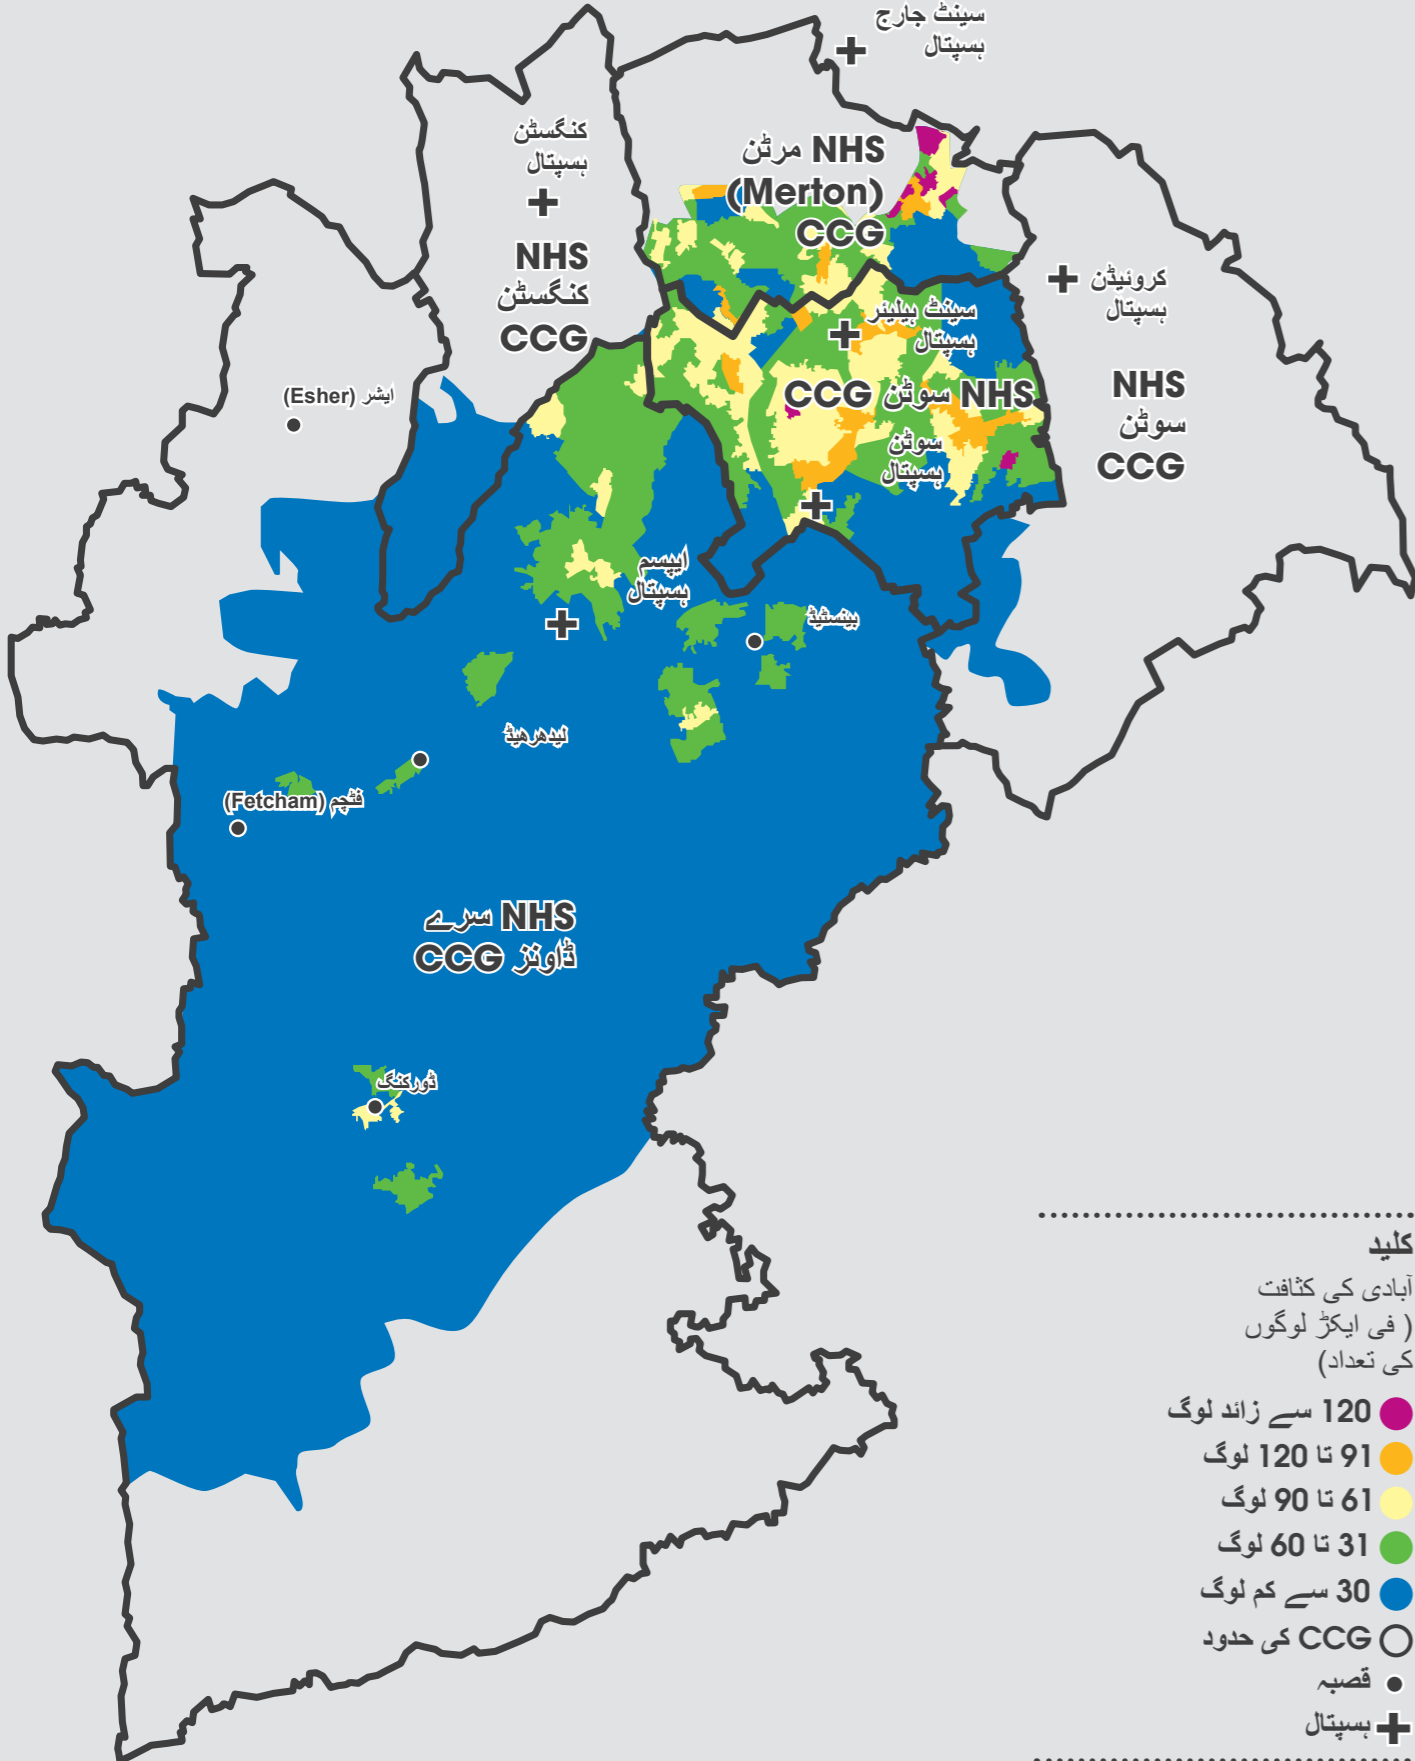 سینٹ جارج
ہسپتال
کنگسٹن
ہسپتال
NHS
کنگسٹن
CCG
NHS مرٹن
(Merton)
CCG
کروئیڈن
ہسپتال
سینٹ ہیلیئر
ہسپتال
NHS سوٹن CCG
سوٹن
ہسپتال
NHS
سوٹن
CCG
ایشر (Esher)
ایپسم
ہسپتال
بینسٹیڈ
لیدھرھیڈ
فٹچم (Fetcham)
NHS سرے
ڈاونز CCG
ڈورکنگ
کلید
آبادی کی کثافت
( فی ایکڑ لوگوں
کی تعداد)
120 سے زائد لوگ
91 تا 120 لوگ
61 تا 90 لوگ
31 تا 60 لوگ
30 سے کم لوگ
CCG کی حدود
قصبہ
ہسپتال